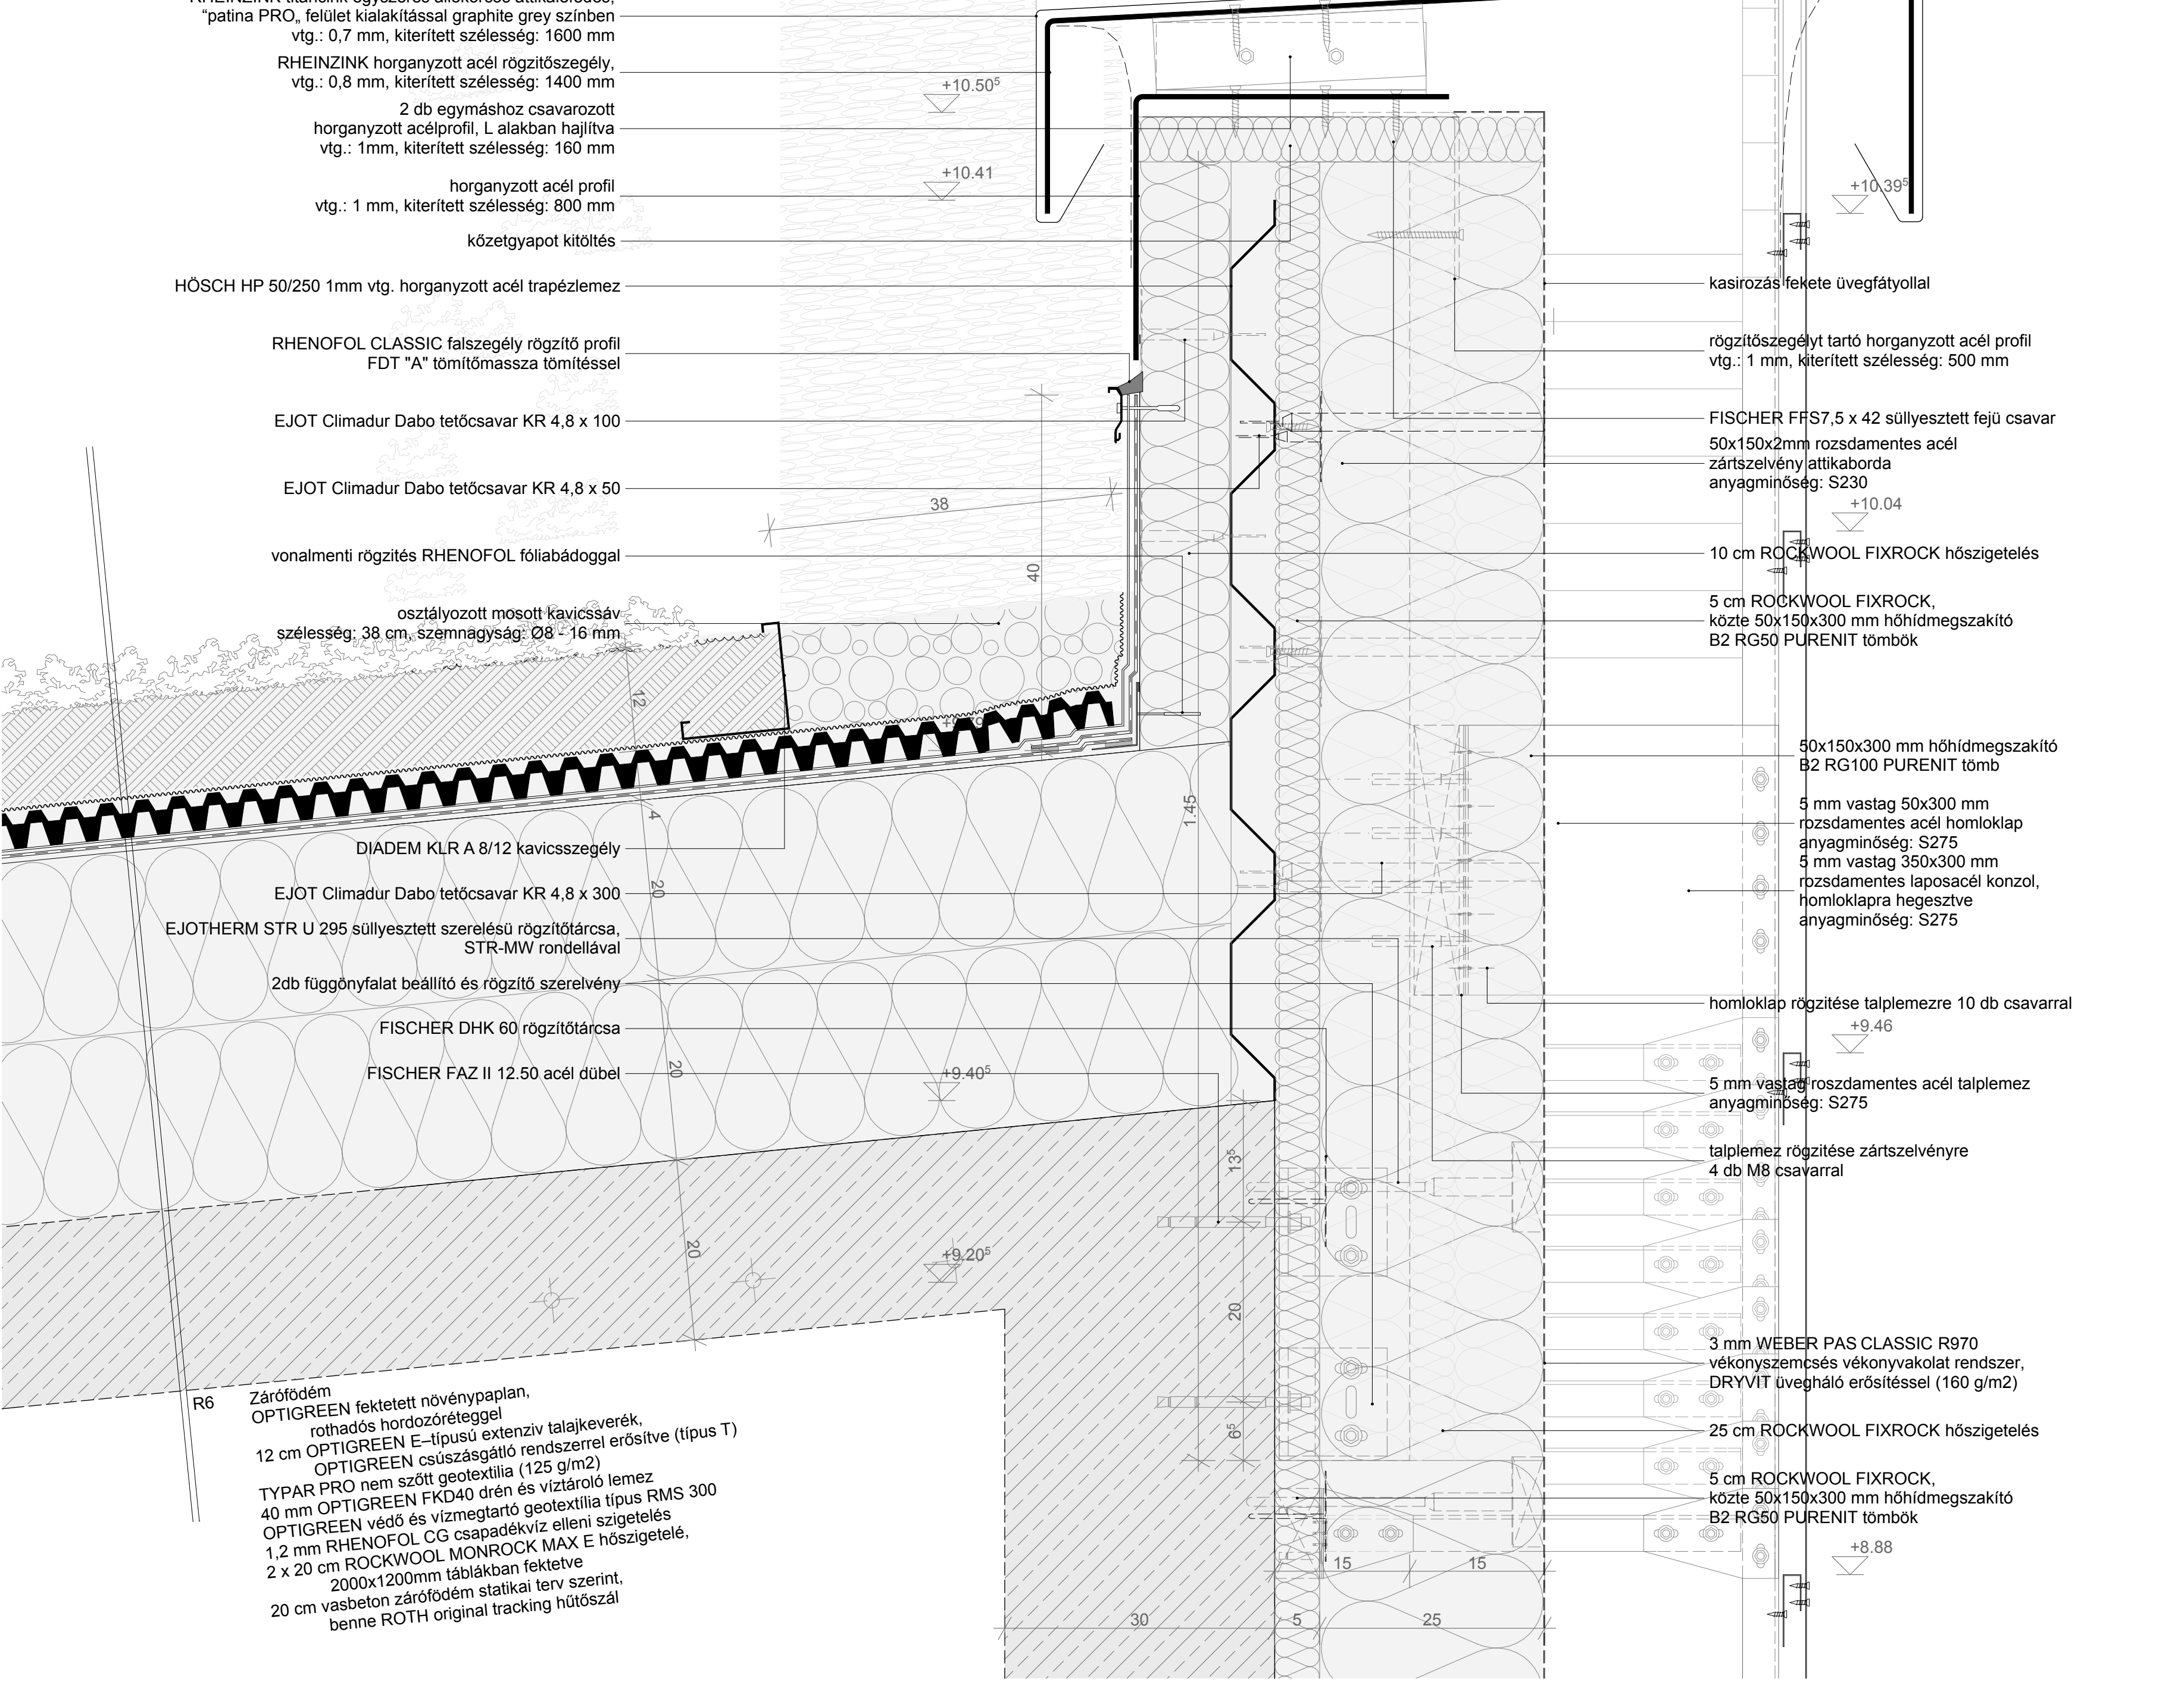 RHEINZINK titáncink egyszeres állókorcos attikalefedés,
“patina PRO„ felület kialakítással graphite grey színben
vtg.: 0,7 mm, kiterített szélesség: 1600 mm
RHEINZINK horganyzott acél rögzitőszegély,
vtg.: 0,8 mm, kiterített szélesség: 1400 mm
2 db egymáshoz csavarozott
horganyzott acélprofil, L alakban hajlítva
vtg.: 1mm, kiterített szélesség: 160 mm
horganyzott acél profil
vtg.: 1 mm, kiterített szélesség: 800 mm
kőzetgyapot kitöltés
HÖSCH HP 50/250 1mm vtg. horganyzott acél trapézlemez
RHENOFOL CLASSIC falszegély rögzítő profil
FDT "A" tömítőmassza tömítéssel
EJOT Climadur Dabo tetőcsavar KR 4,8 x 100
EJOT Climadur Dabo tetőcsavar KR 4,8 x 50
vonalmenti rögzités RHENOFOL fóliabádoggal
osztályozott mosott kavicssáv
szélesség: 38 cm, szemnagyság: Ø8 - 16 mm
DIADEM KLR A 8/12 kavicsszegély
EJOT Climadur Dabo tetőcsavar KR 4,8 x 300
EJOTHERM STR U 295 süllyesztett szerelésü rögzítőtárcsa,
STR-MW rondellával
2db függönyfalat beállító és rögzítő szerelvény
FISCHER DHK 60 rögzítőtárcsa
FISCHER FAZ II 12.50 acél dübel
+10.50⁵
+10.41
38
40
12
4
20
20
20
1.45
+9.40⁵
+9.20⁵
13⁵
20
6⁵
15
15
30
5
25
+10.39⁵
kasirozás fekete üvegfátyollal
rögzítőszegélyt tartó horganyzott acél profil
vtg.: 1 mm, kiterített szélesség: 500 mm
FISCHER FFS7,5 x 42 süllyesztett fejü csavar
50x150x2mm rozsdamentes acél
zártszelvény attikaborda
anyagminőség: S230
+10.04
10 cm ROCKWOOL FIXROCK hőszigetelés
5 cm ROCKWOOL FIXROCK,
közte 50x150x300 mm hőhídmegszakító
B2 RG50 PURENIT tömbök
50x150x300 mm hőhídmegszakító
B2 RG100 PURENIT tömb
5 mm vastag 50x300 mm
rozsdamentes acél homloklap
anyagminőség: S275
5 mm vastag 350x300 mm
rozsdamentes laposacél konzol,
homloklapra hegesztve
anyagminőség: S275
homloklap rögzitése talplemezre 10 db csavarral
+9.46
5 mm vastag roszdamentes acél talplemez
anyagminőség: S275
talplemez rögzitése zártszelvényre
4 db M8 csavarral
3 mm WEBER PAS CLASSIC R970
vékonyszemcsés vékonyvakolat rendszer,
DRYVIT üvegháló erősítéssel (160 g/m2)
25 cm ROCKWOOL FIXROCK hőszigetelés
5 cm ROCKWOOL FIXROCK,
közte 50x150x300 mm hőhídmegszakító
B2 RG50 PURENIT tömbök
+8.88
R6 Zárófödém
OPTIGREEN fektetett növénypaplan,
rothadós hordozóréteggel
12 cm OPTIGREEN E–típusú extenziv talajkeverék,
OPTIGREEN csúszásgátló rendszerrel erősítve (típus T)
TYPAR PRO nem szőtt geotextilia (125 g/m2)
40 mm OPTIGREEN FKD40 drén és víztároló lemez
OPTIGREEN védő és vízmegtartó geotextília típus RMS 300
1,2 mm RHENOFOL CG csapadékvíz elleni szigetelés
2 x 20 cm ROCKWOOL MONROCK MAX E hőszigetelé,
2000x1200mm táblákban fektetve
20 cm vasbeton zárófödém statikai terv szerint,
benne ROTH original tracking hűtőszál